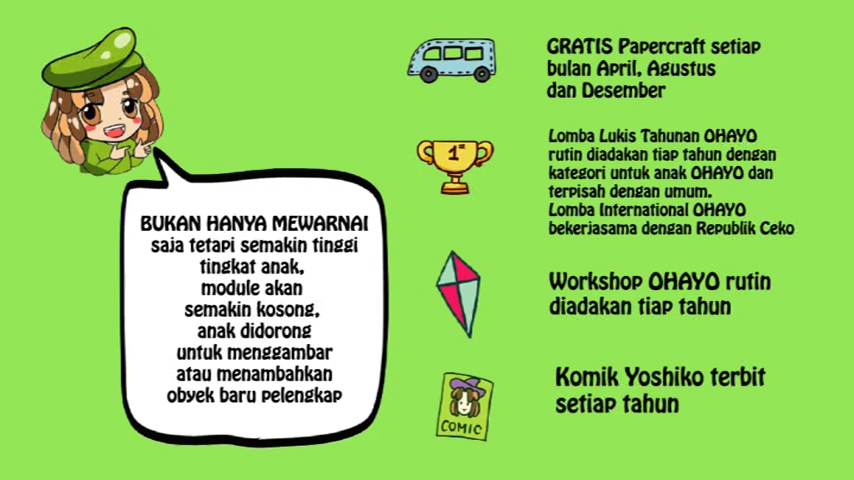 BUKAN HANYA MEWARNAI
saja tetapi semakin tinggi
tingkat anak,
module akan
semakin kosong,
anak didorong
untuk menggambar
atau menambahkan
obyek baru pelengkap
GRATIS Papercraft setiap
bulan April, Agustus
dan Desember
1st
Lomba Lukis Tahunan OHAYO
rutin diadakan tiap tahun dengan
kategori untuk anak OHAYO dan
terpisah dengan umum.
Lomba International OHAYO
bekerjasama dengan Republik Ceko
Workshop OHAYO rutin
diadakan tiap tahun
COMIC
Komik Yoshiko terbit
setiap tahun